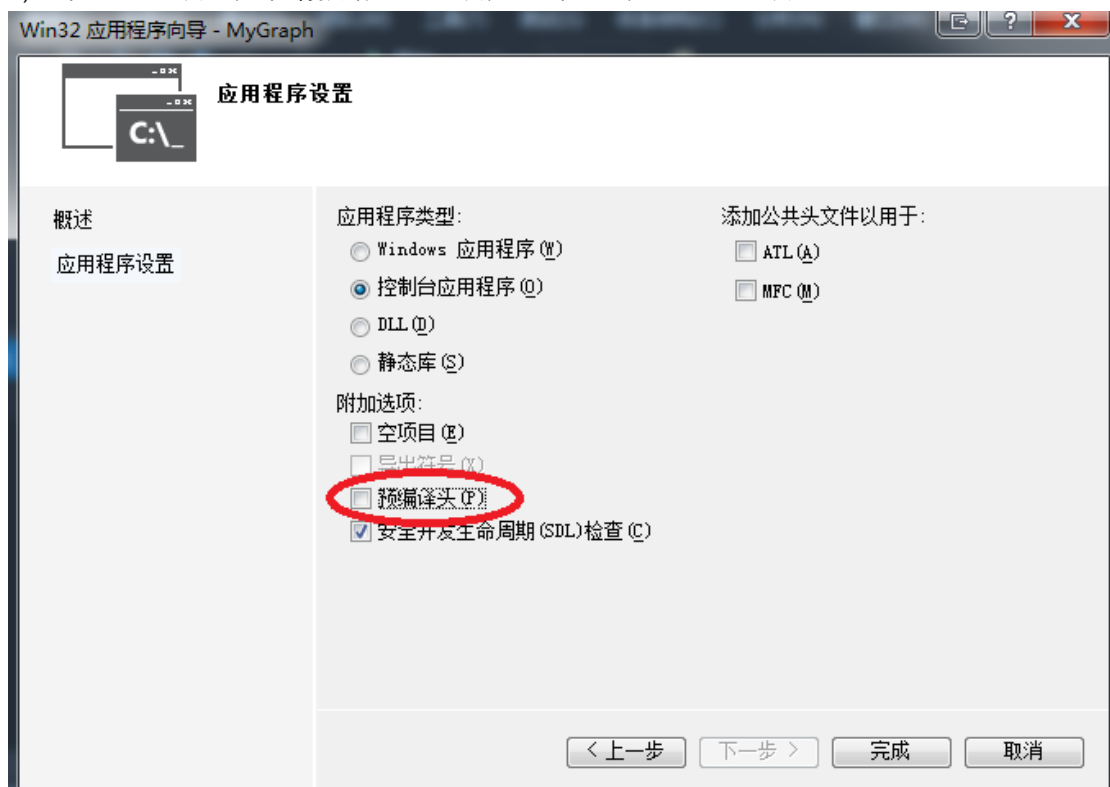 Win32 应用程序向导 - MyGraph
C:\_
应用程序设置
概述
应用程序设置
应用程序类型:
Windows 应用程序(W)
控制台应用程序(O)
DLL(D)
静态库(S)
附加选项:
空项目(E)
导出符号(X)
预编译头(P)
安全开发生命周期(SDL)检查(C)
添加公共头文件以用于:
ATL(A)
MFC(M)
< 上一步
下一步 >
完成
取消